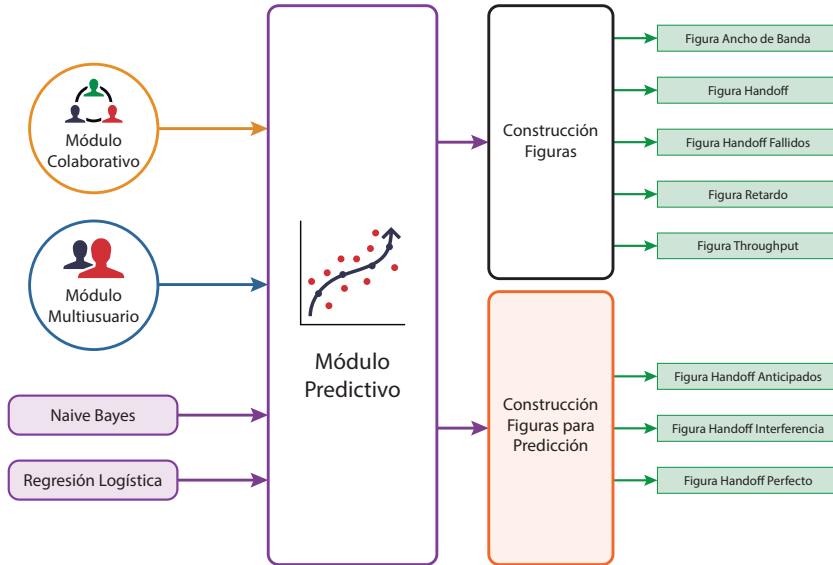 Módulo
Colaborativo
Módulo
Multiusuario
Naive Bayes
Regresión Logística
Módulo
Predictivo
Construcción
Figuras
Construcción
Figuras para
Predicción
Figura Ancho de Banda
Figura Handoff
Figura Handoff Fallidos
Figura Retardo
Figura Throughput
Figura Handoff Anticipados
Figura Handoff Interferencia
Figura Handoff Perfecto